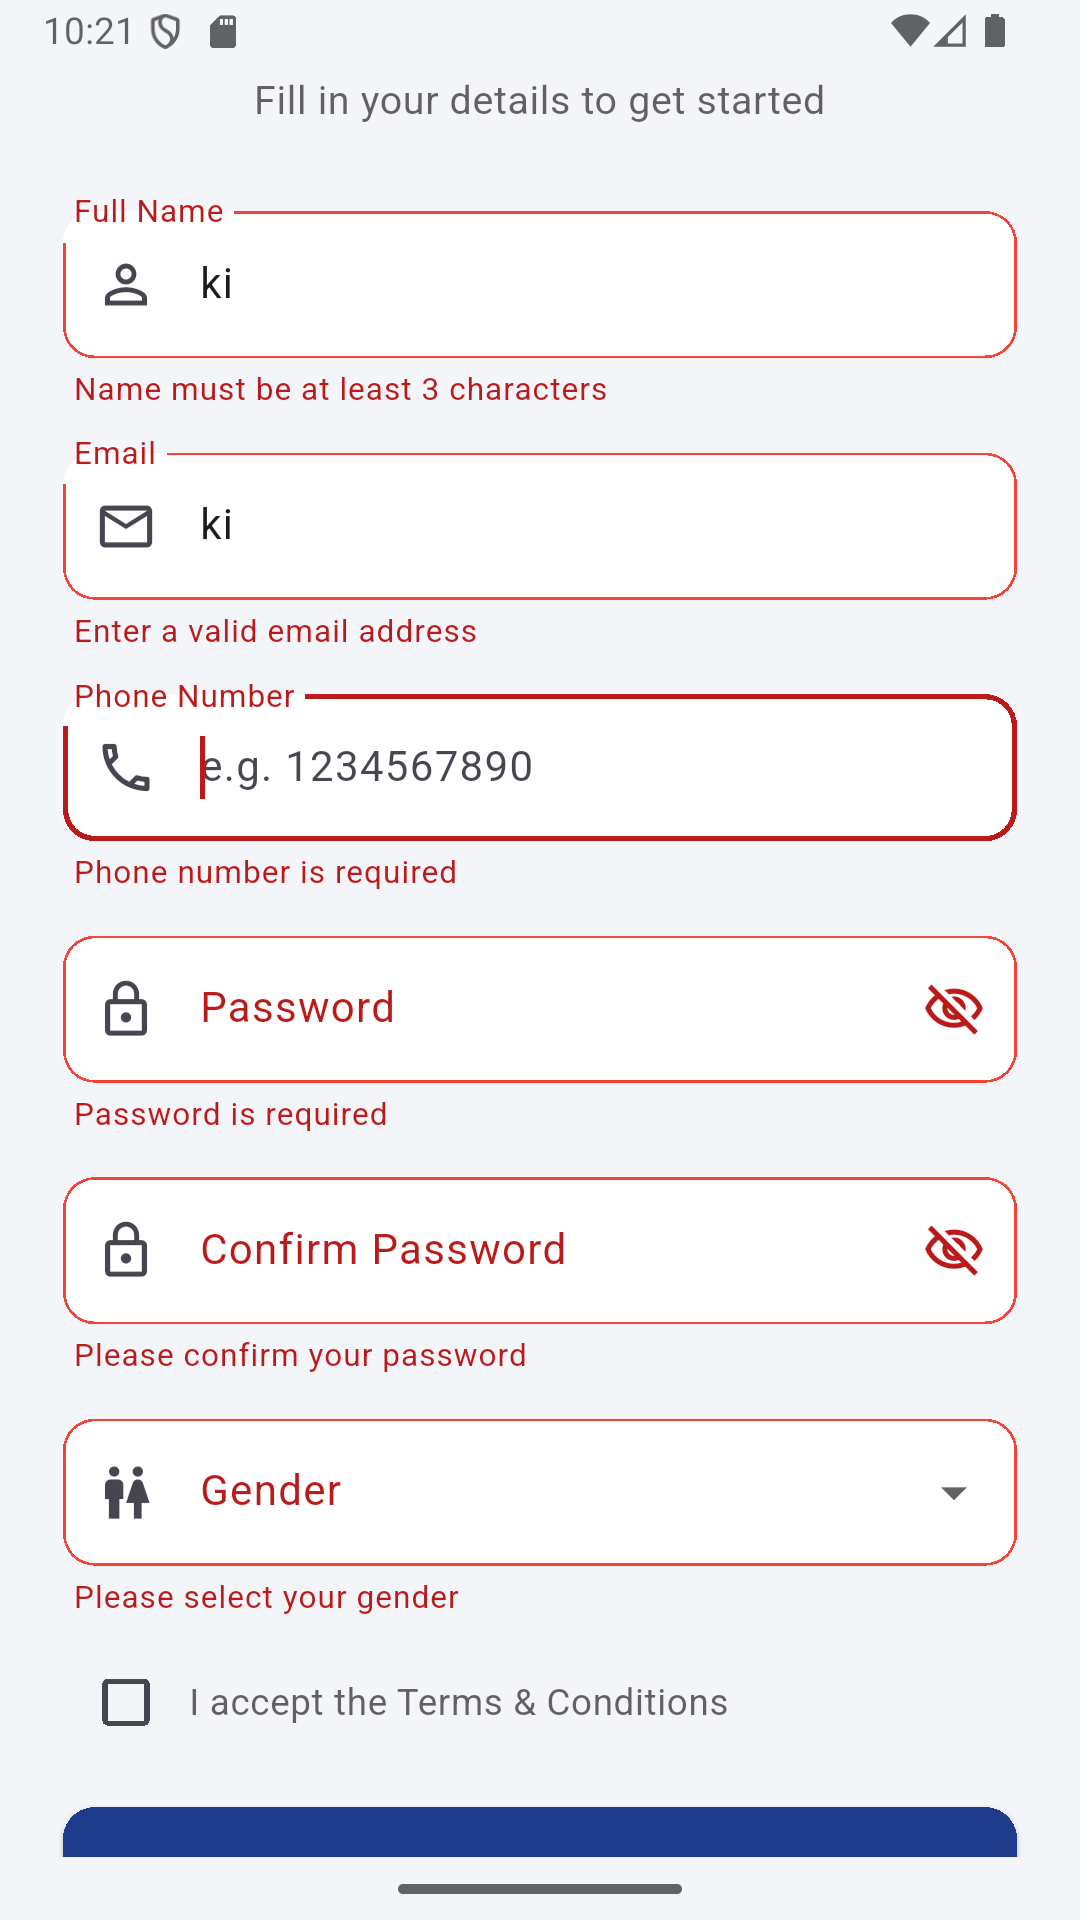 10:21
Fill in your details to get started
Full Name
ki
Name must be at least 3 characters
Email
ki
Enter a valid email address
Phone Number
e.g. 1234567890
Phone number is required
Password
Password is required
Confirm Password
Please confirm your password
Gender
Please select your gender
I accept the Terms & Conditions